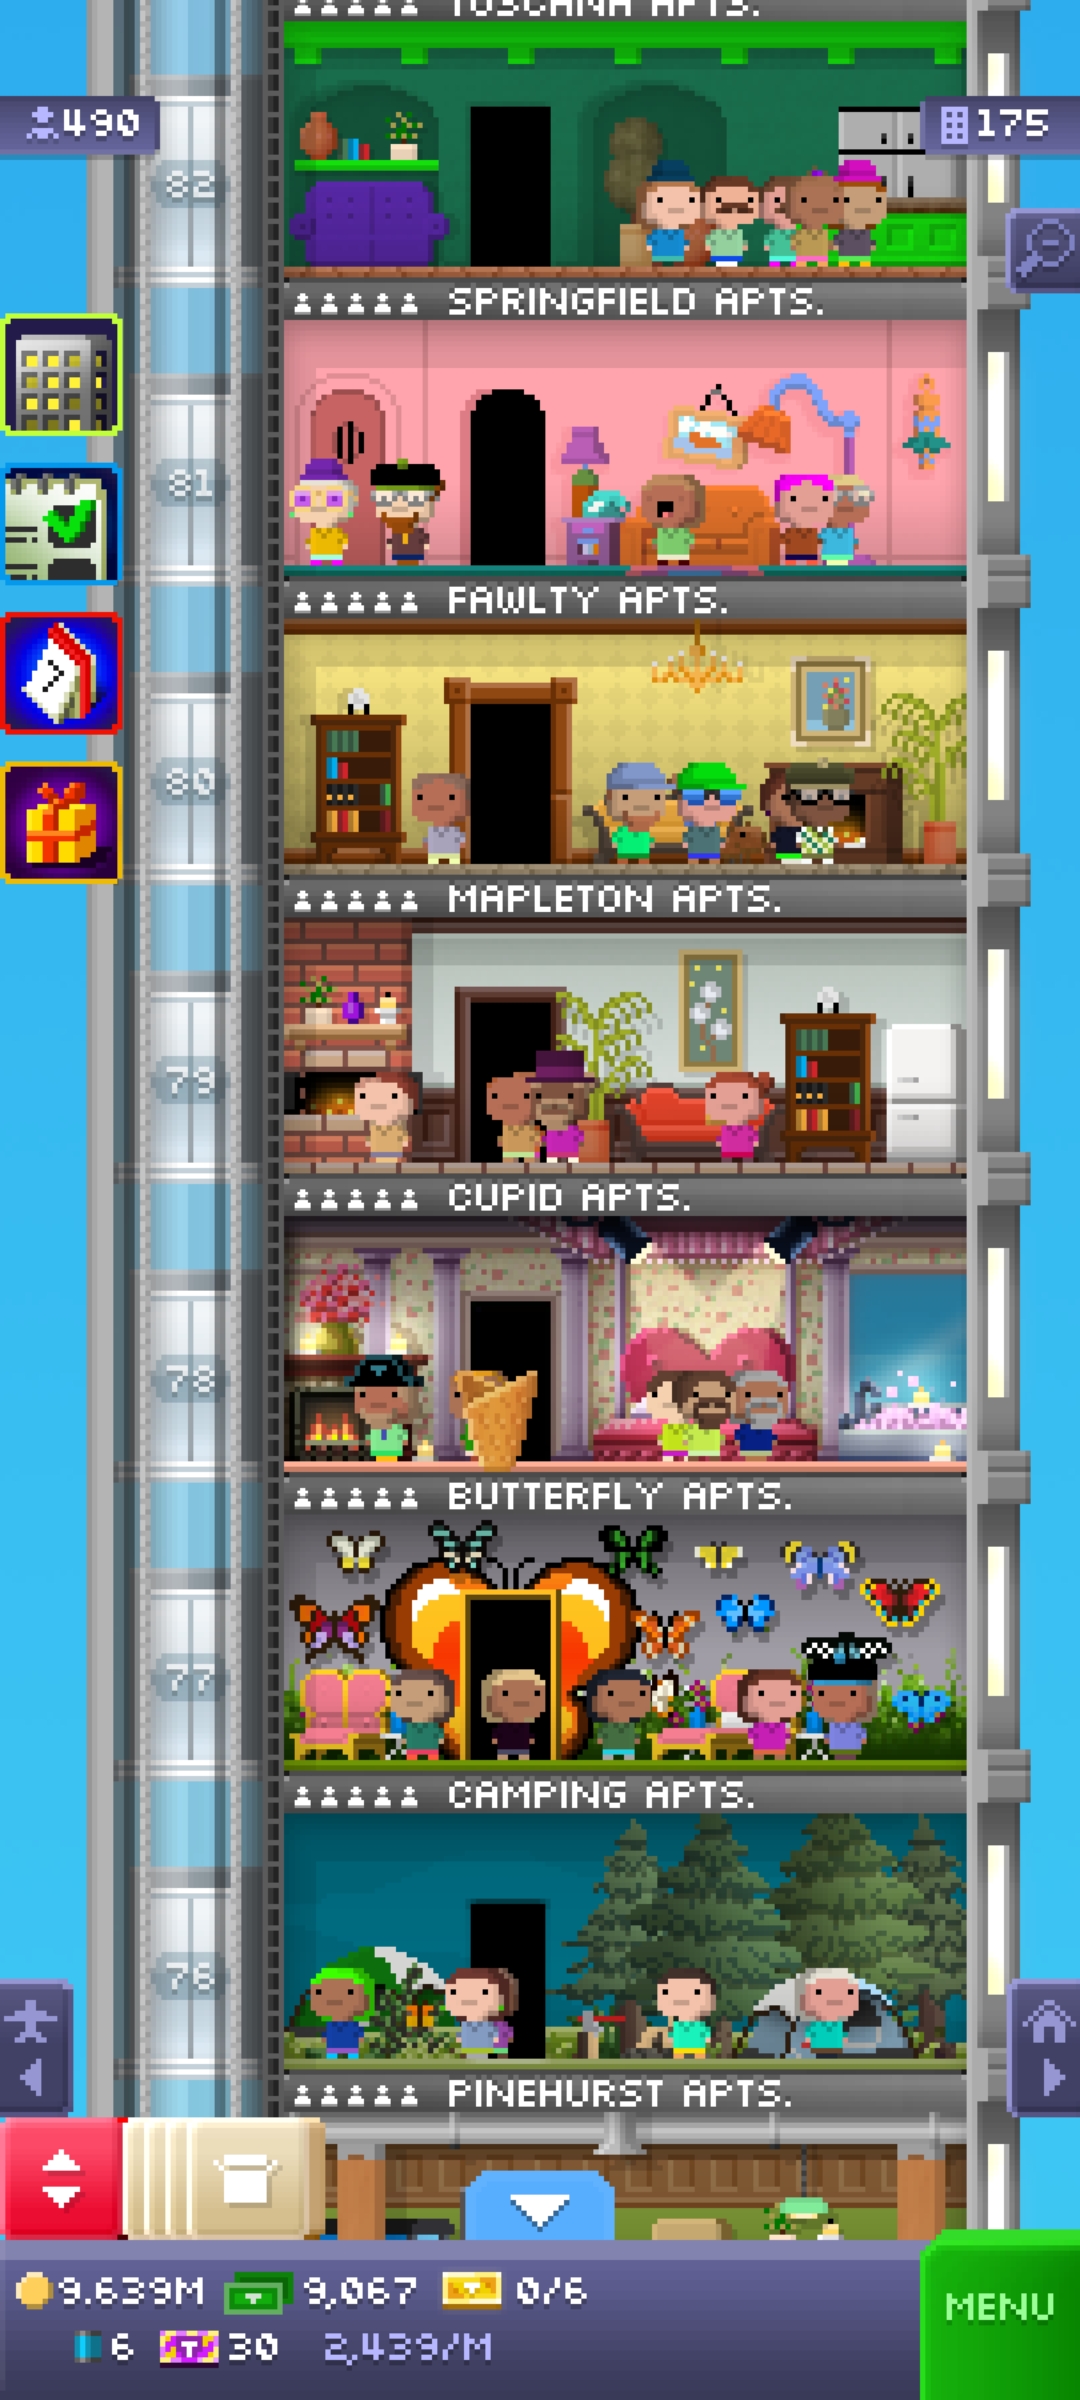 TOSCANA APTS.
490
175
82
SPRINGFIELD APTS.
81
FAWLTY APTS.
80
MAPLETON APTS.
79
CUPID APTS.
78
BUTTERFLY APTS.
77
CAMPING APTS.
76
PINEHURST APTS.
9.639M 9,067 0/6
MENU
6 T 30 2,439/M